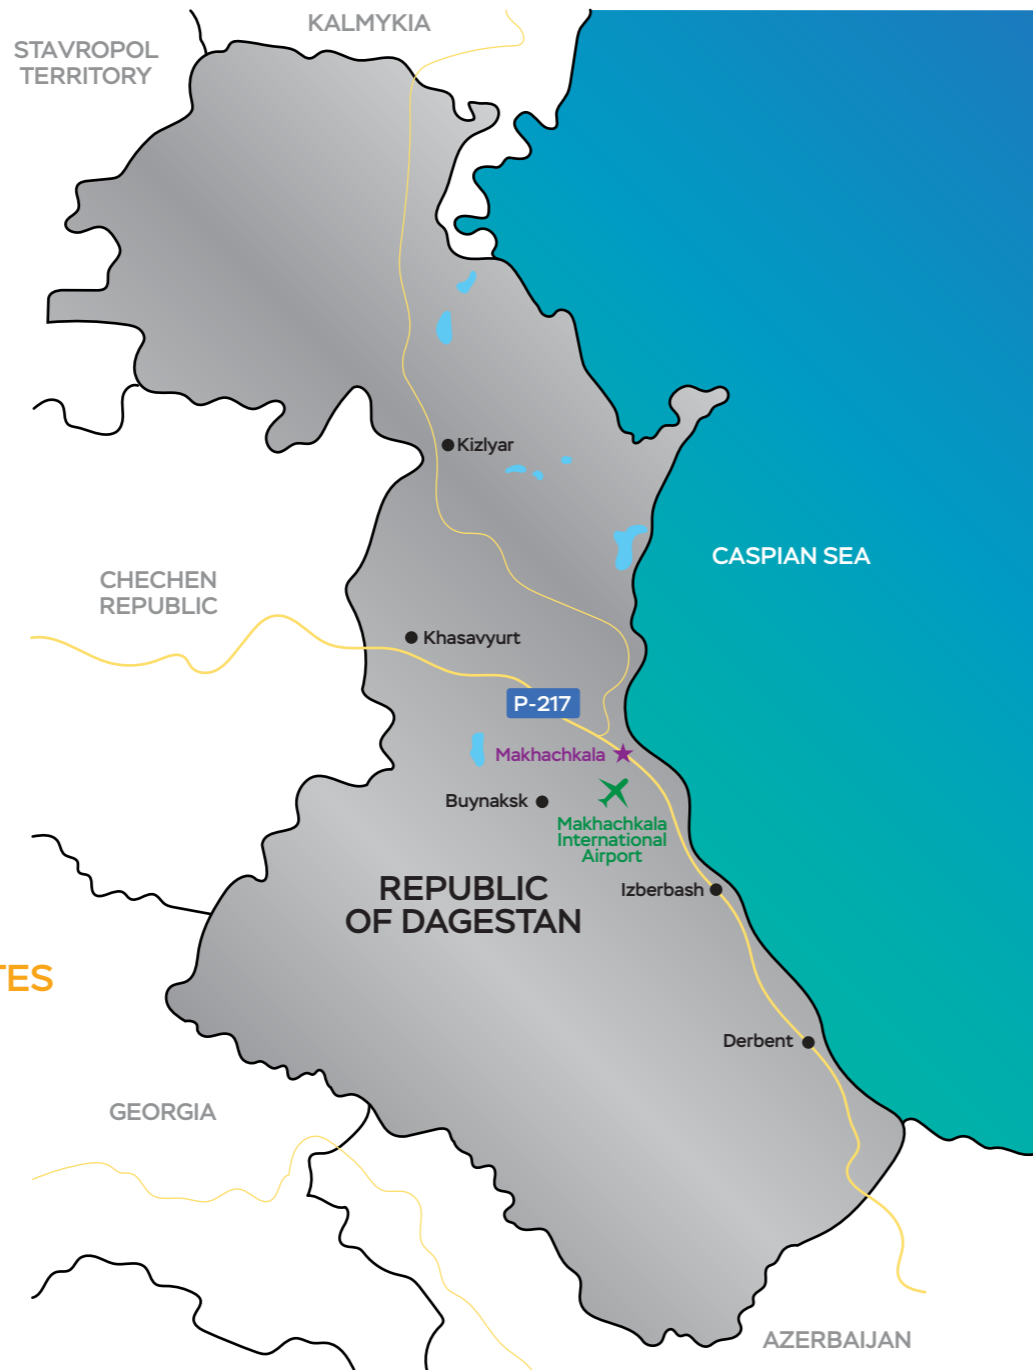 KALMYKIA
STAVROPOL
TERRITORY
Kizlyar
CASPIAN SEA
CHECHEN
REPUBLIC
Khasavyurt
P-217
Makhachkala
Buynaksk
Makhachkala
International
Airport
Izberbash
REPUBLIC
OF DAGESTAN
TES
Derbent
GEORGIA
AZERBAIJAN